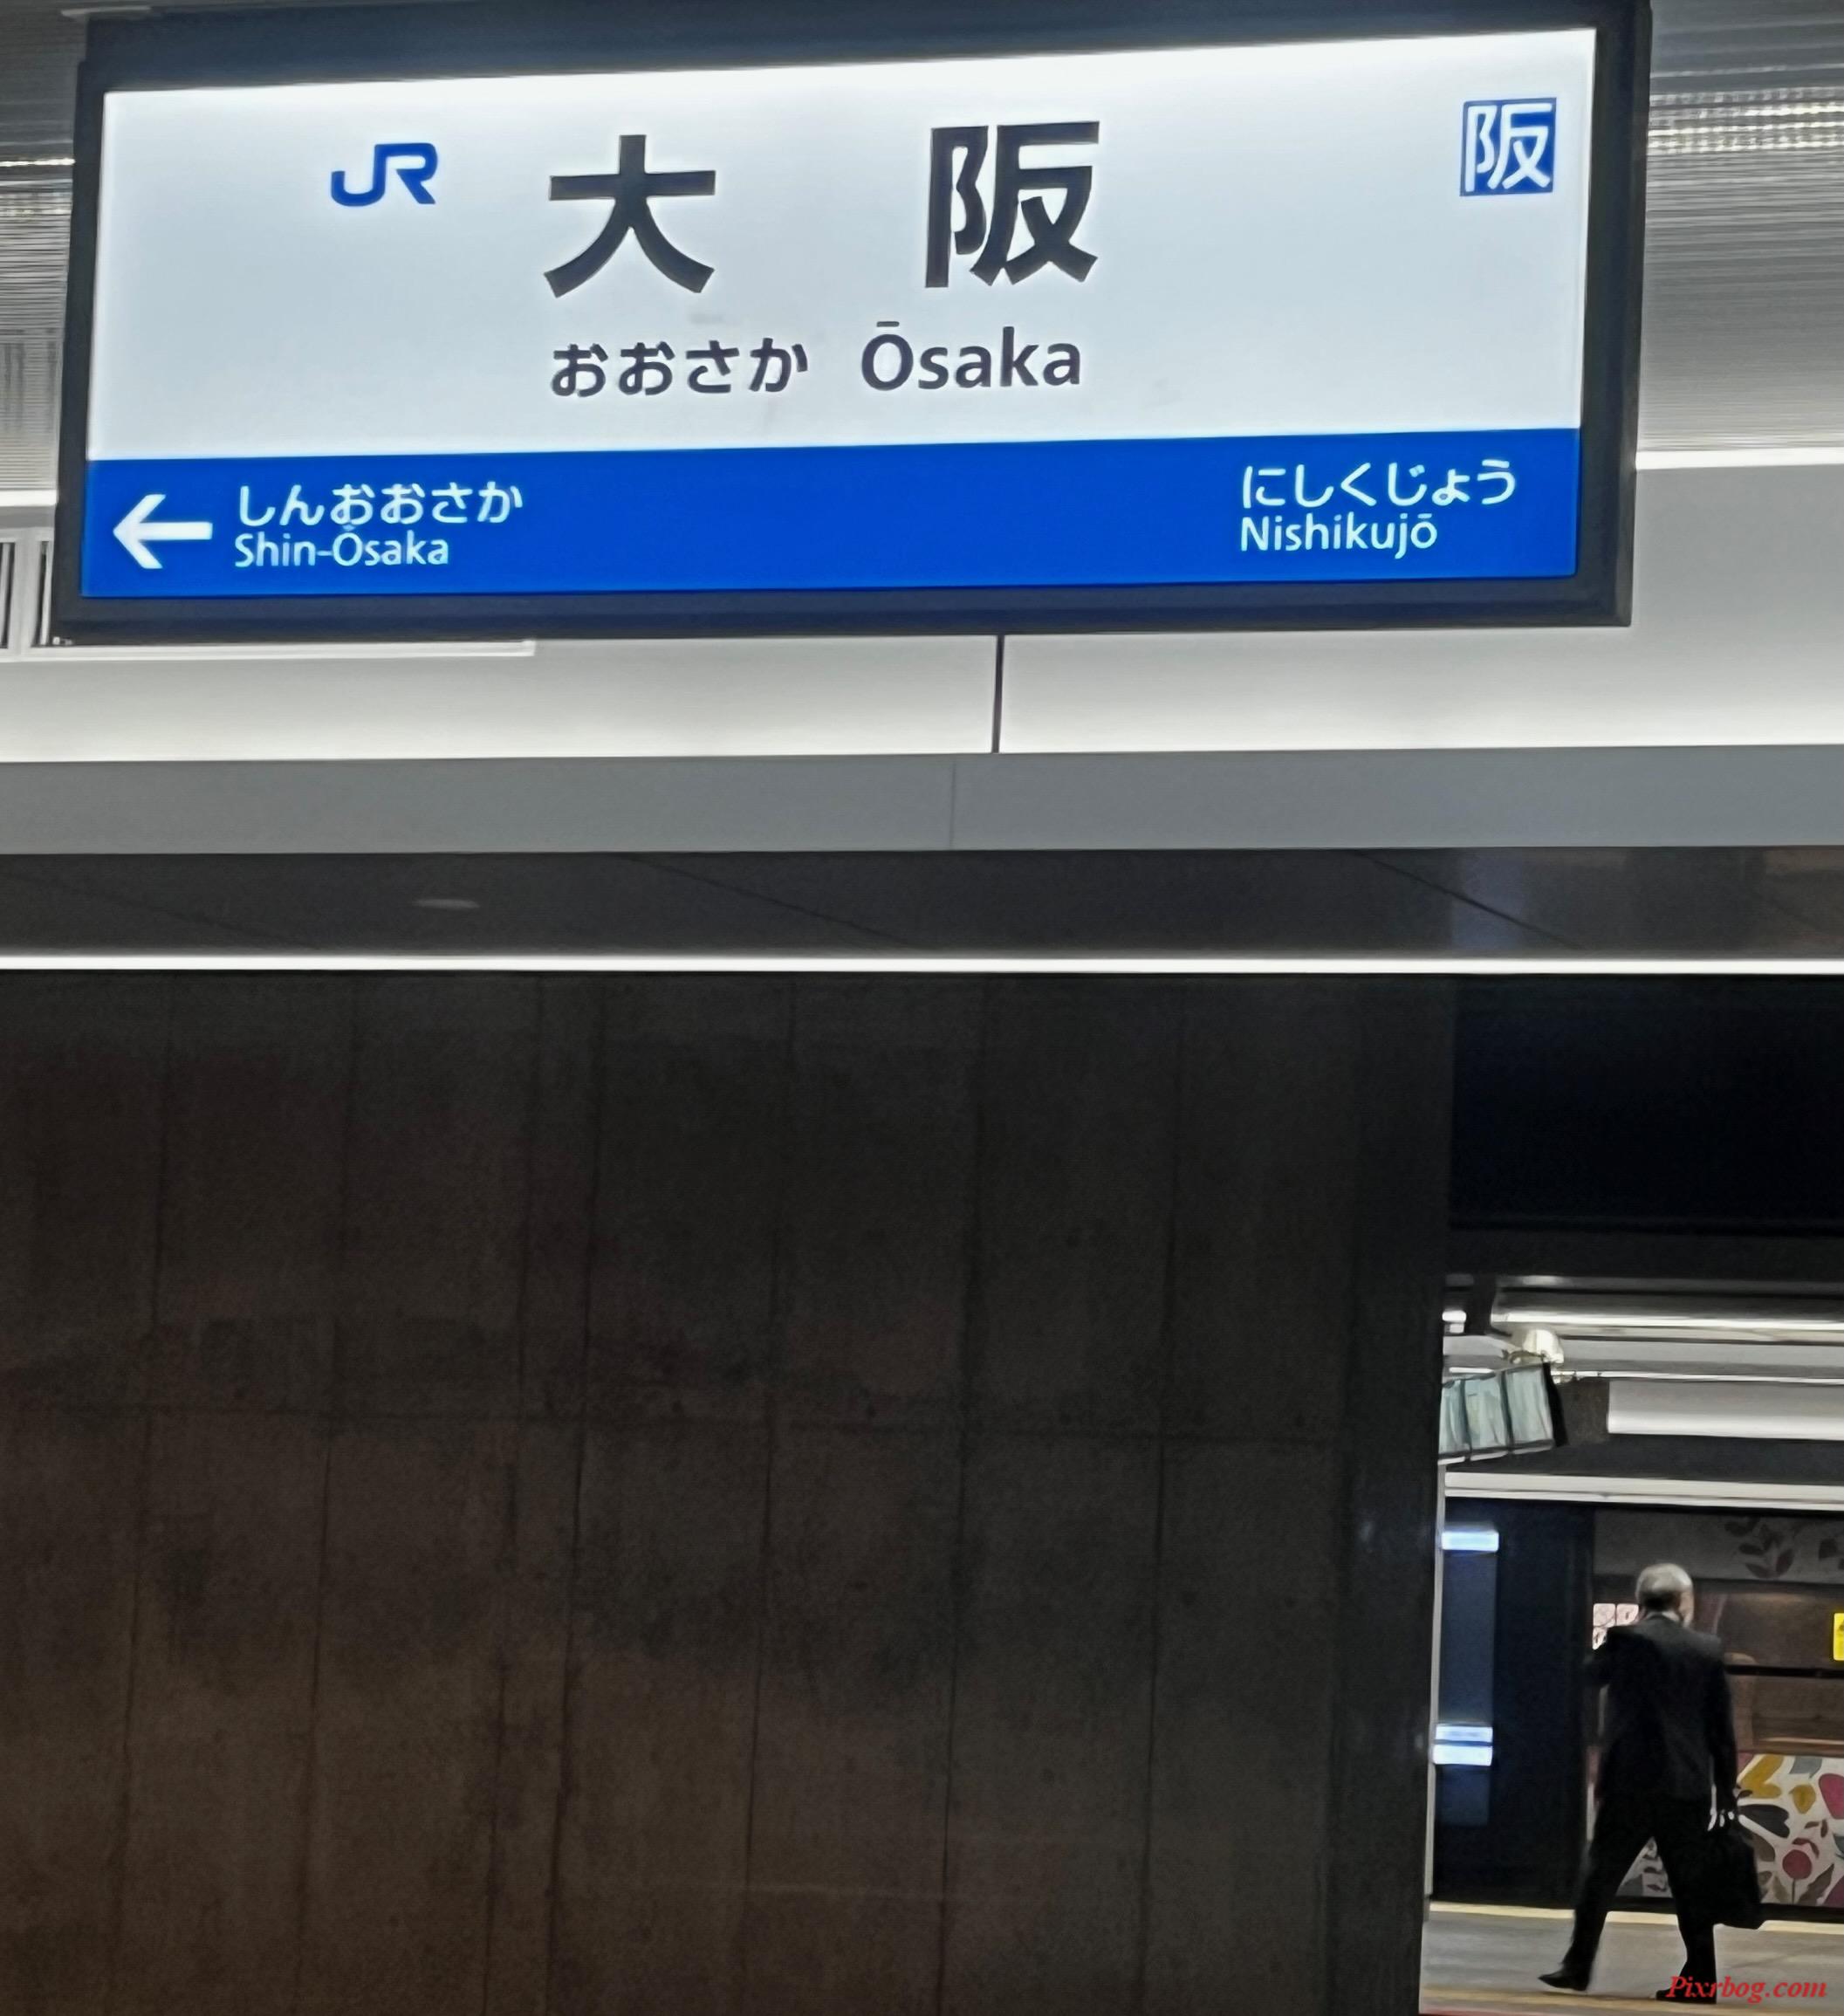 JR 大阪 阪
おおさか Ōsaka
← しんおおさか
Shin-Ōsaka
にしくじょう
Nishikujō
Pixrbog.com